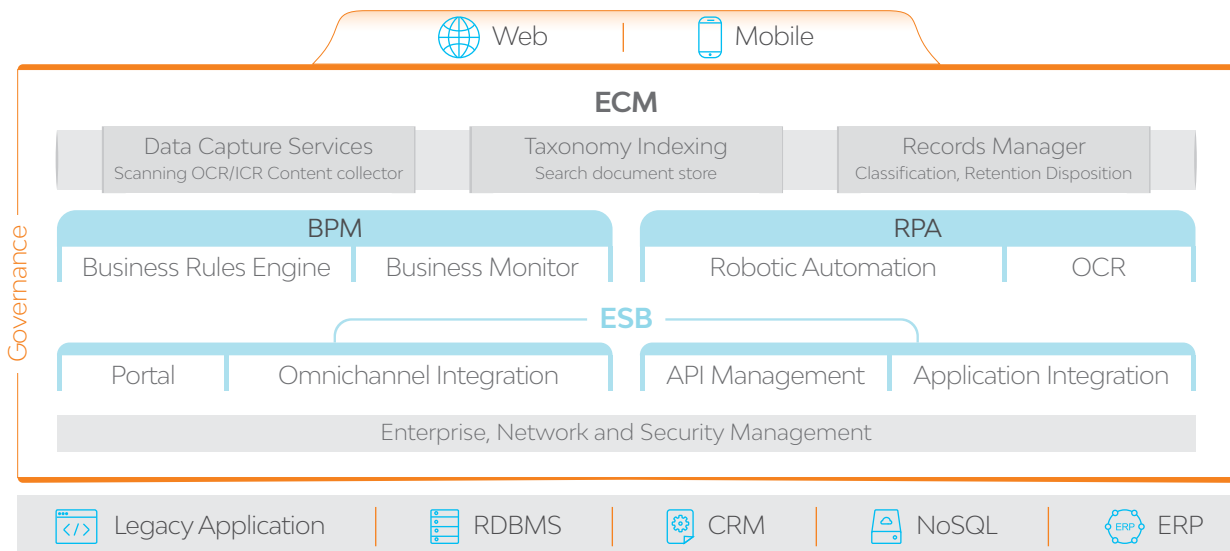 Web
Mobile
ECM
Data Capture Services
Scanning OCR/ICR Content collector
Taxonomy Indexing
Search document store
Records Manager
Classification, Retention Disposition
Governance
BPM
Business Rules Engine
Business Monitor
RPA
Robotic Automation
OCR
ESB
Portal
Omnichannel Integration
API Management
Application Integration
Enterprise, Network and Security Management
</> Legacy Application
RDBMS
CRM
NoSQL
ERP ERP